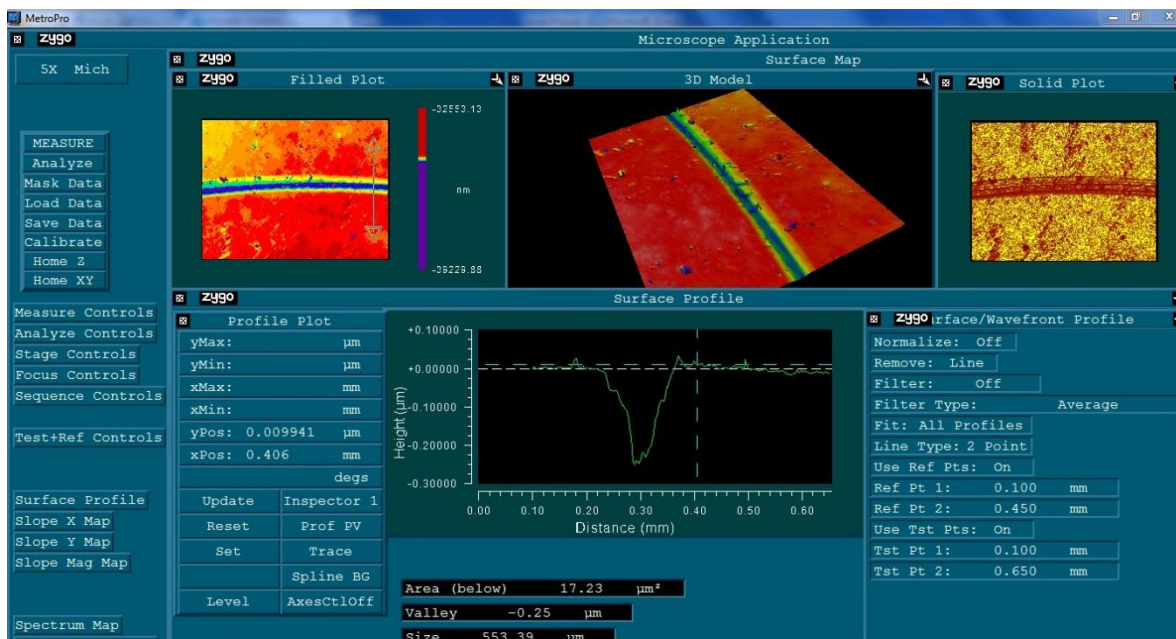 MetroPro
zygo Microscope Application
5X Mich
zygo Surface Map
zygo Filled Plot
zygo 3D Model
zygo Solid Plot
-32553.13
nm
-39229.88
MEASURE
Analyze
Mask Data
Load Data
Save Data
Calibrate
Home Z
Home XY
Measure Controls
Analyze Controls
Stage Controls
Focus Controls
Sequence Controls
Test+Ref Controls
Surface Profile
Slope X Map
Slope Y Map
Slope Mag Map
Spectrum Map
zygo Surface Profile
Profile Plot
yMax: µm
yMin: µm
xMax: mm
xMin: mm
yPos: 0.009941 µm
xPos: 0.406 mm
degs
Update Inspector 1
Reset Prof PV
Set Trace
Spline BG
Level AxesCtlOff
+0.10000
+0.00000
-0.10000
-0.20000
-0.30000
Height (µm)
0.00 0.10 0.20 0.30 0.40 0.50 0.60
Distance (mm)
Area (below) 17.23 µm²
Valley -0.25 µm
Size 553.39 µm
zygo rface/Wavefront Profile
Normalize: Off
Remove: Line
Filter: Off
Filter Type: Average
Fit: All Profiles
Line Type: 2 Point
Use Ref Pts: On
Ref Pt 1: 0.100 mm
Ref Pt 2: 0.450 mm
Use Tst Pts: On
Tst Pt 1: 0.100 mm
Tst Pt 2: 0.650 mm